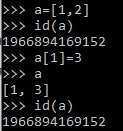 >>> a=[1,2]
>>> id(a)
1966894169152
>>> a[1]=3
>>> a
[1, 3]
>>> id(a)
1966894169152